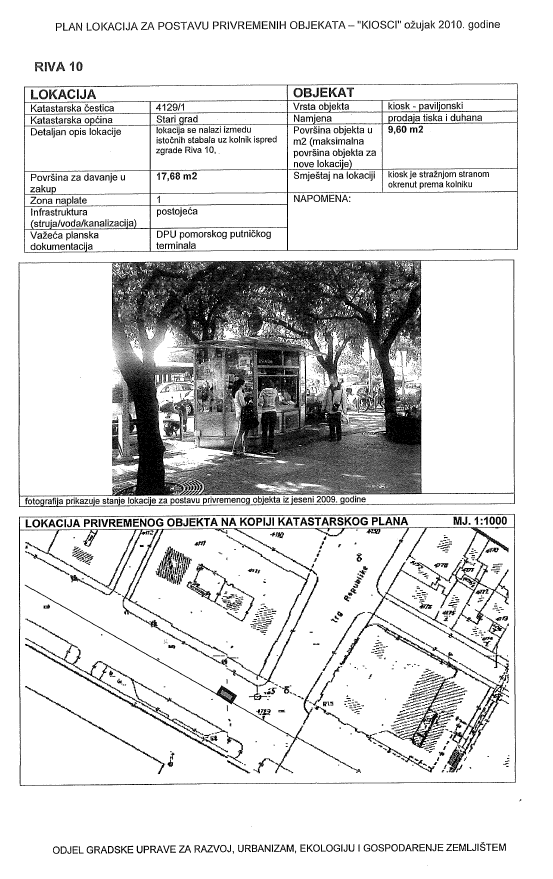 PLAN LOKACIJA ZA POSTAVU PRIVREMENIH OBJEKATA – "KIOSCI" ožujak 2010. godine
RIVA 10
LOKACIJA
Katastarska čestica 4129/1
Katastarska općina Stari grad
Detaljan opis lokacije
lokacija se nalazi između
istočnih stabala uz kolnik ispred
zgrade Riva 10,
Površina za davanje u
zakup
17,68 m2
Zona naplate 1
Infrastruktura
(struja/voda/kanalizacija)
postojeća
Važeća planska
dokumentacija
DPU pomorskog putničkog
terminala
OBJEKAT
Vrsta objekta kiosk - paviljonski
Namjena prodaja tiska i duhana
Površina objekta u
m2 (maksimalna
površina objekta za
nove lokacije)
9,60 m2
Smještaj na lokaciji
kiosk je stražnjom stranom
okrenut prema kolniku
NAPOMENA:
fotografija prikazuje stanje lokacije za postavu privremenog objekta iz jeseni 2009. godine
LOKACIJA PRIVREMENOG OBJEKTA NA KOPIJI KATASTARSKOG PLANA MJ. 1:1000
trg Republike
ODJEL GRADSKE UPRAVE ZA RAZVOJ, URBANIZAM, EKOLOGIJU I GOSPODARENJE ZEMLJIŠTEM